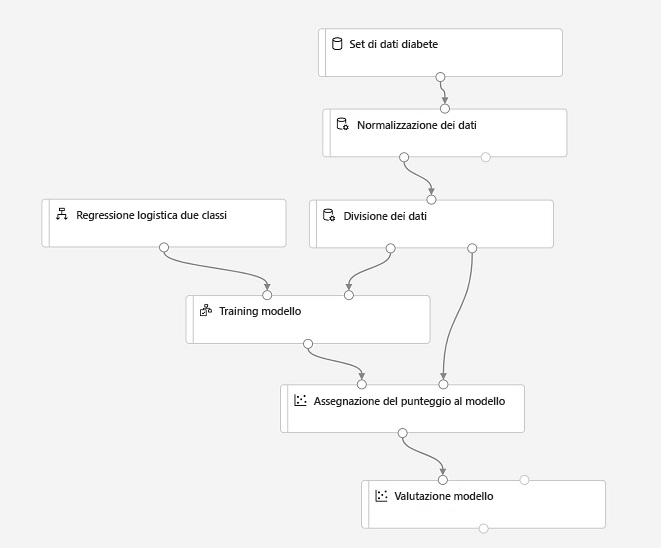 Set di dati diabete
Normalizzazione dei dati
Regressione logistica due classi
Divisione dei dati
Training modello
Assegnazione del punteggio al modello
Valutazione modello